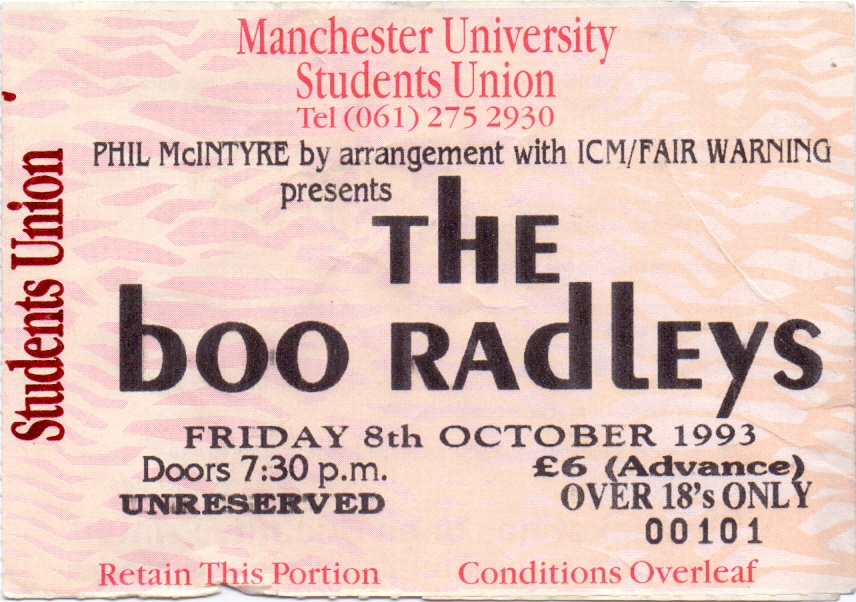 Manchester University
Students Union
Tel (061) 275 2930
PHIL McINTYRE by arrangement with ICM/FAIR WARNING
presents
THE
boo RAdLEyS
FRIDAY 8th OCTOBER 1993
Doors 7:30 p.m.
£6 (Advance)
UNRESERVED
OVER 18's ONLY
00101
Retain This Portion
Conditions Overleaf
Students Union